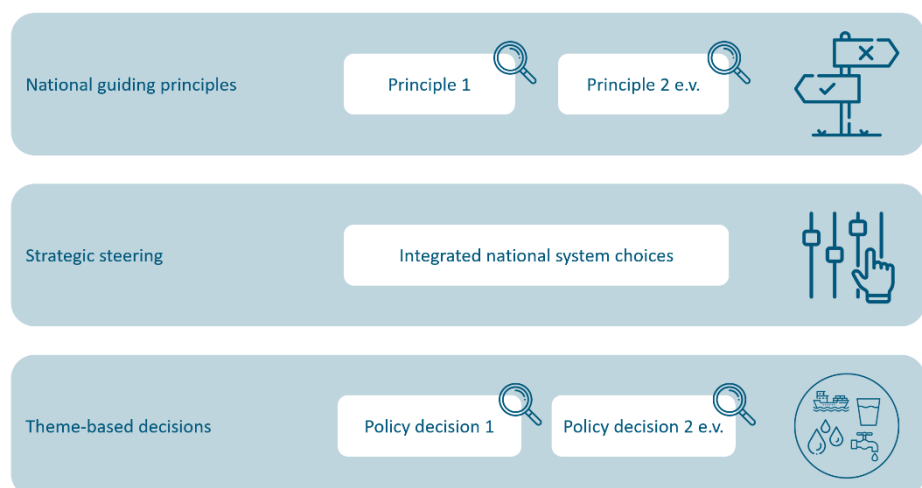 National guiding principles
Principle 1
Principle 2 e.v.
Strategic steering
Integrated national system choices
Theme-based decisions
Policy decision 1
Policy decision 2 e.v.